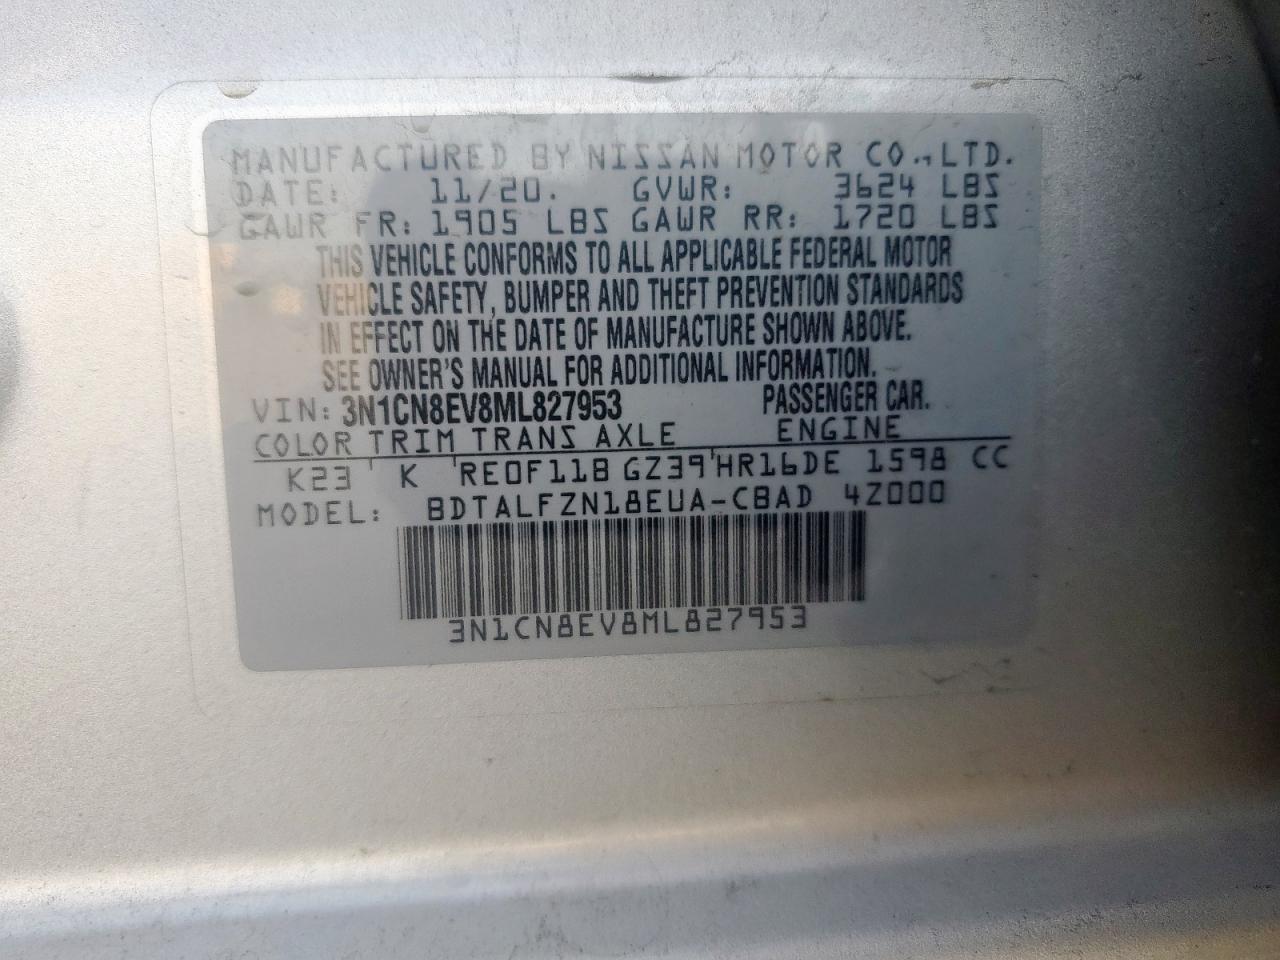 MANUFACTURED BY NISSAN MOTOR CO., LTD.
DATE: 11/20. GVWR: 3624 LBS
GAWR FR: 1905 LBS GAWR RR: 1720 LBS
THIS VEHICLE CONFORMS TO ALL APPLICABLE FEDERAL MOTOR
VEHICLE SAFETY, BUMPER AND THEFT PREVENTION STANDARDS
IN EFFECT ON THE DATE OF MANUFACTURE SHOWN ABOVE.
SEE OWNER'S MANUAL FOR ADDITIONAL INFORMATION.
VIN: 3N1CN8EV8ML827953 PASSENGER CAR.
COLOR TRIM TRANS AXLE ENGINE
K23 K RE0F11B GZ39 HR16DE 1598 CC
MODEL: BDTALFZN18EUA-CBAD 4Z000
3N1CN8EV8ML827953